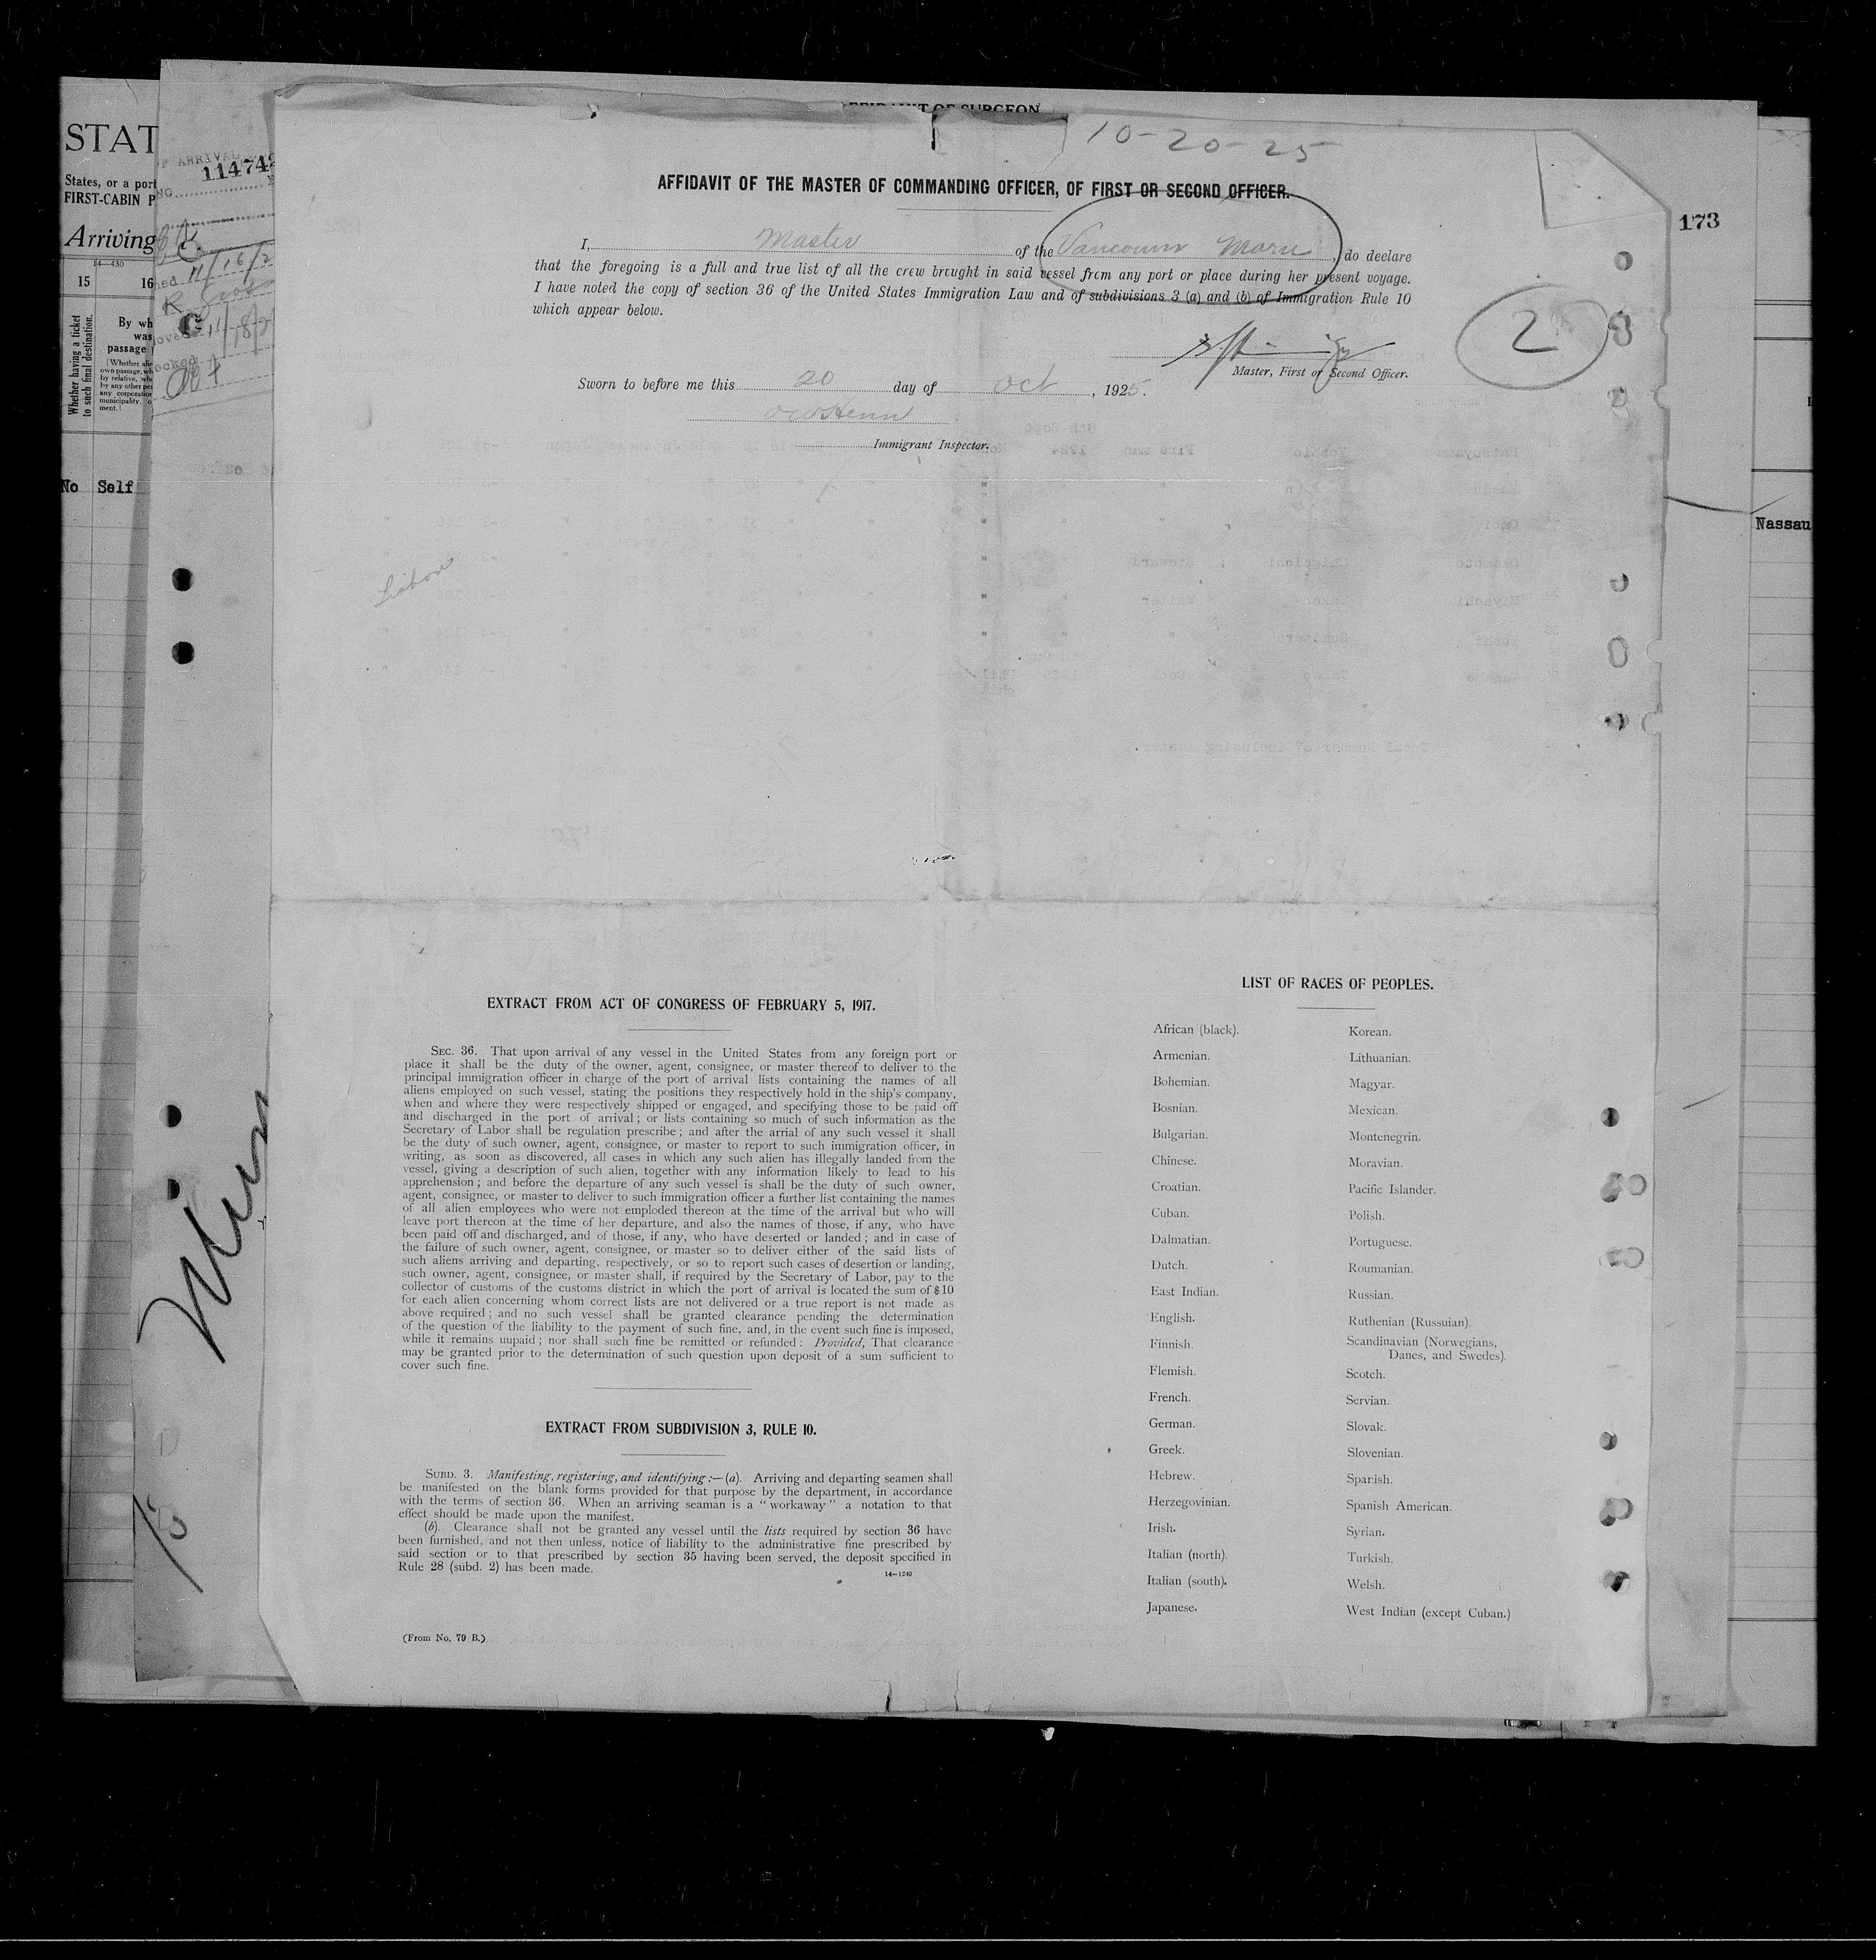 10-20-25
AFFIDAVIT OF THE MASTER OF COMMANDING OFFICER, OF FIRST OR SECOND OFFICER.
I, Master of the Vancouver Maru, do declare
that the foregoing is a full and true list of all the crew brought in said vessel from any port or place during her present voyage.
I have noted the copy of section 36 of the United States Immigration Law and of subdivisions 3 (a) and (b) of Immigration Rule 10
which appear below.
2
Master, First or Second Officer.
Sworn to before me this 20 day of Oct, 1925.
Immigrant Inspector.
EXTRACT FROM ACT OF CONGRESS OF FEBRUARY 5, 1917.
SEC. 36. That upon arrival of any vessel in the United States from any foreign port or
place it shall be the duty of the owner, agent, consignee, or master thereof to deliver to the
principal immigration officer in charge of the port of arrival lists containing the names of all
aliens employed on such vessel, stating the positions they respectively hold in the ship's company,
when and where they were respectively shipped or engaged, and specifying those to be paid off
and discharged in the port of arrival; or lists containing so much of such information as the
Secretary of Labor shall be regulation prescribe; and after the arrial of any such vessel it shall
be the duty of such owner, agent, consignee, or master to report to such immigration officer, in
writing, as soon as discovered, all cases in which any such alien has illegally landed from the
vessel, giving a description of such alien, together with any information likely to lead to his
apprehension; and before the departure of any such vessel is shall be the duty of such owner,
agent, consignee, or master to deliver to such immigration officer a further list containing the names
of all alien employees who were not emploded thereon at the time of the arrival but who will
leave port thereon at the time of her departure, and also the names of those, if any, who have
been paid off and discharged, and of those, if any, who have deserted or landed; and in case of
the failure of such owner, agent, consignee, or master so to deliver either of the said lists of
such aliens arriving and departing, respectively, or so to report such cases of desertion or landing,
such owner, agent, consignee, or master shall, if required by the Secretary of Labor, pay to the
collector of customs of the customs district in which the port of arrival is located the sum of $10
for each alien concerning whom correct lists are not delivered or a true report is not made as
above required; and no such vessel shall be granted clearance pending the determination
of the question of the liability to the payment of such fine, and, in the event such fine is imposed,
while it remains uupaid; nor shall such fine be remitted or refunded: Provided, That clearance
may be granted prior to the determination of such question upon deposit of a sum sufficient to
cover such fine.
EXTRACT FROM SUBDIVISION 3, RULE 10.
SUBD. 3. Manifesting, registering, and identifying:—(a). Arriving and departing seamen shall
be manifested on the blank forms provided for that purpose by the department, in accordance
with the terms of section 36. When an arriving seaman is a "workaway" a notation to that
effect should be made upon the manifest.
(b). Clearance shall not be granted any vessel until the lists required by section 36 have
been furnished, and not then unless, notice of liability to the administrative fine prescribed by
said section or to that prescribed by section 35 having been served, the deposit specified in
Rule 28 (subd. 2) has been made.
14—1240
(From No. 79 B.)
LIST OF RACES OF PEOPLES.
African (black).
Armenian.
Bohemian.
Bosnian.
Bulgarian.
Chinese.
Croatian.
Cuban.
Dalmatian.
Dutch.
East Indian.
English.
Finnish.
Flemish.
French.
German.
Greek.
Hebrew.
Herzegovinian.
Irish.
Italian (north).
Italian (south).
Japanese.
Korean.
Lithuanian.
Magyar.
Mexican.
Montenegrin.
Moravian.
Pacific Islander.
Polish.
Portuguese.
Roumanian.
Russian.
Ruthenian (Russuian).
Scandinavian (Norwegians,
Danes, and Swedes).
Scotch.
Servian.
Slovak.
Slovenian.
Spanish.
Spanish American.
Syrian.
Turkish.
Welsh.
West Indian (except Cuban.)
STAT
States, or a port
FIRST-CABIN P
Arriving
14—430
15 16
Whether having a ticket
to such final destination.
By wh
was
passage
No Self
114742
173
Nassau